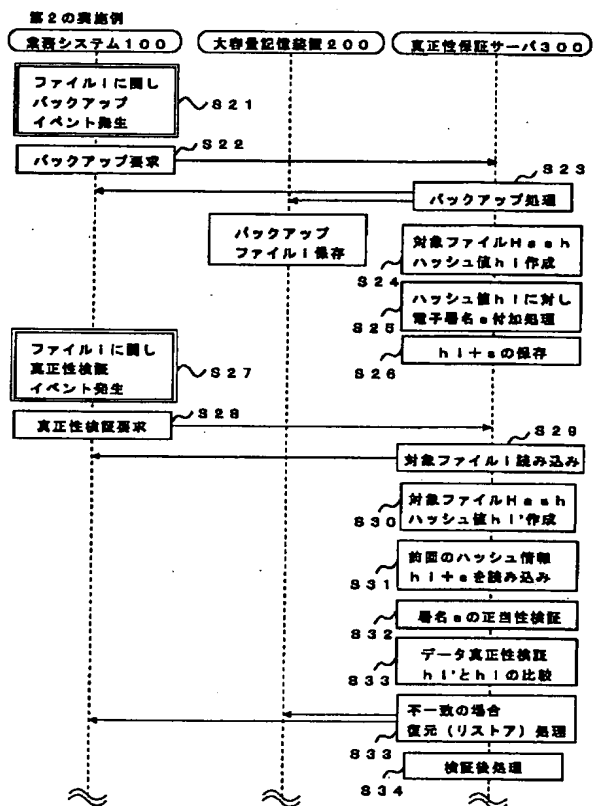 第2の実施例
業務システム100
大容量記憶装置200
真正性保証サーバ300
ファイルiに関し
バックアップ
イベント発生
S21
S22
バックアップ要求
S23
バックアップ処理
バックアップ
ファイルi保存
対象ファイルHash
ハッシュ値hi作成
S24
ハッシュ値hiに対し
電子署名s付加処理
S25
hi+sの保存
S26
ファイルiに関し
真正性検証
イベント発生
S27
S28
真正性検証要求
S29
対象ファイルi読み込み
対象ファイルHash
ハッシュ値hi'作成
S30
前回のハッシュ情報
hi+sを読み込み
S31
署名sの正当性検証
S32
データ真正性検証
hi'とhiの比較
S33
不一致の場合
復元(リストア)処理
S33
検証後処理
S34